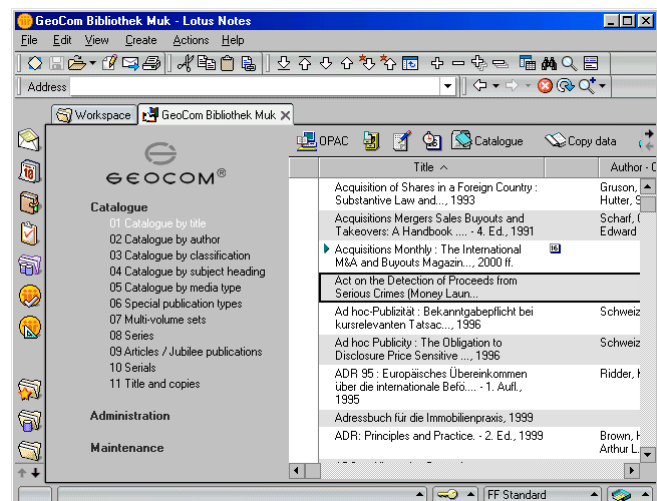 GeoCom Bibliothek Muk - Lotus Notes
File Edit View Create Actions Help
Address
Workspace GeoCom Bibliothek Muk
OPAC Catalogue Copy data
GEOCOM®
Catalogue
01 Catalogue by title
02 Catalogue by author
03 Catalogue by classification
04 Catalogue by subject heading
05 Catalogue by media type
06 Special publication types
07 Multi-volume sets
08 Series
09 Articles / Jubilee publications
10 Serials
11 Title and copies
Administration
Maintenance
Title Author - C
Acquisition of Shares in a Foreign Country : Gruson,
Substantive Law and..., 1993 Hutter, S
Acquisitions Mergers Sales Buyouts and Scharf, (
Takeovers: A Handbook .... - 4. Ed., 1991 Edward
Acquisitions Monthly : The International
M&A and Buyouts Magazin..., 2000 ff.
Act on the Detection of Proceeds from
Serious Crimes (Money Laun...
Ad hoc-Publizität : Bekanntgabepflicht bei Schweiz
kursrelevanten Tatsac..., 1996
Ad hoc Publicity : The Obligation to Schweiz
Disclosure Price Sensitive ..., 1996
ADR 95 : Europäisches Übereinkommen Ridder, K
über die internationale Befö.... - 1. Aufl.,
1995
Adressbuch für die Immobilienpraxis, 1999
ADR: Principles and Practice. - 2. Ed., 1999 Brown, H
Arthur L.
FF Standard